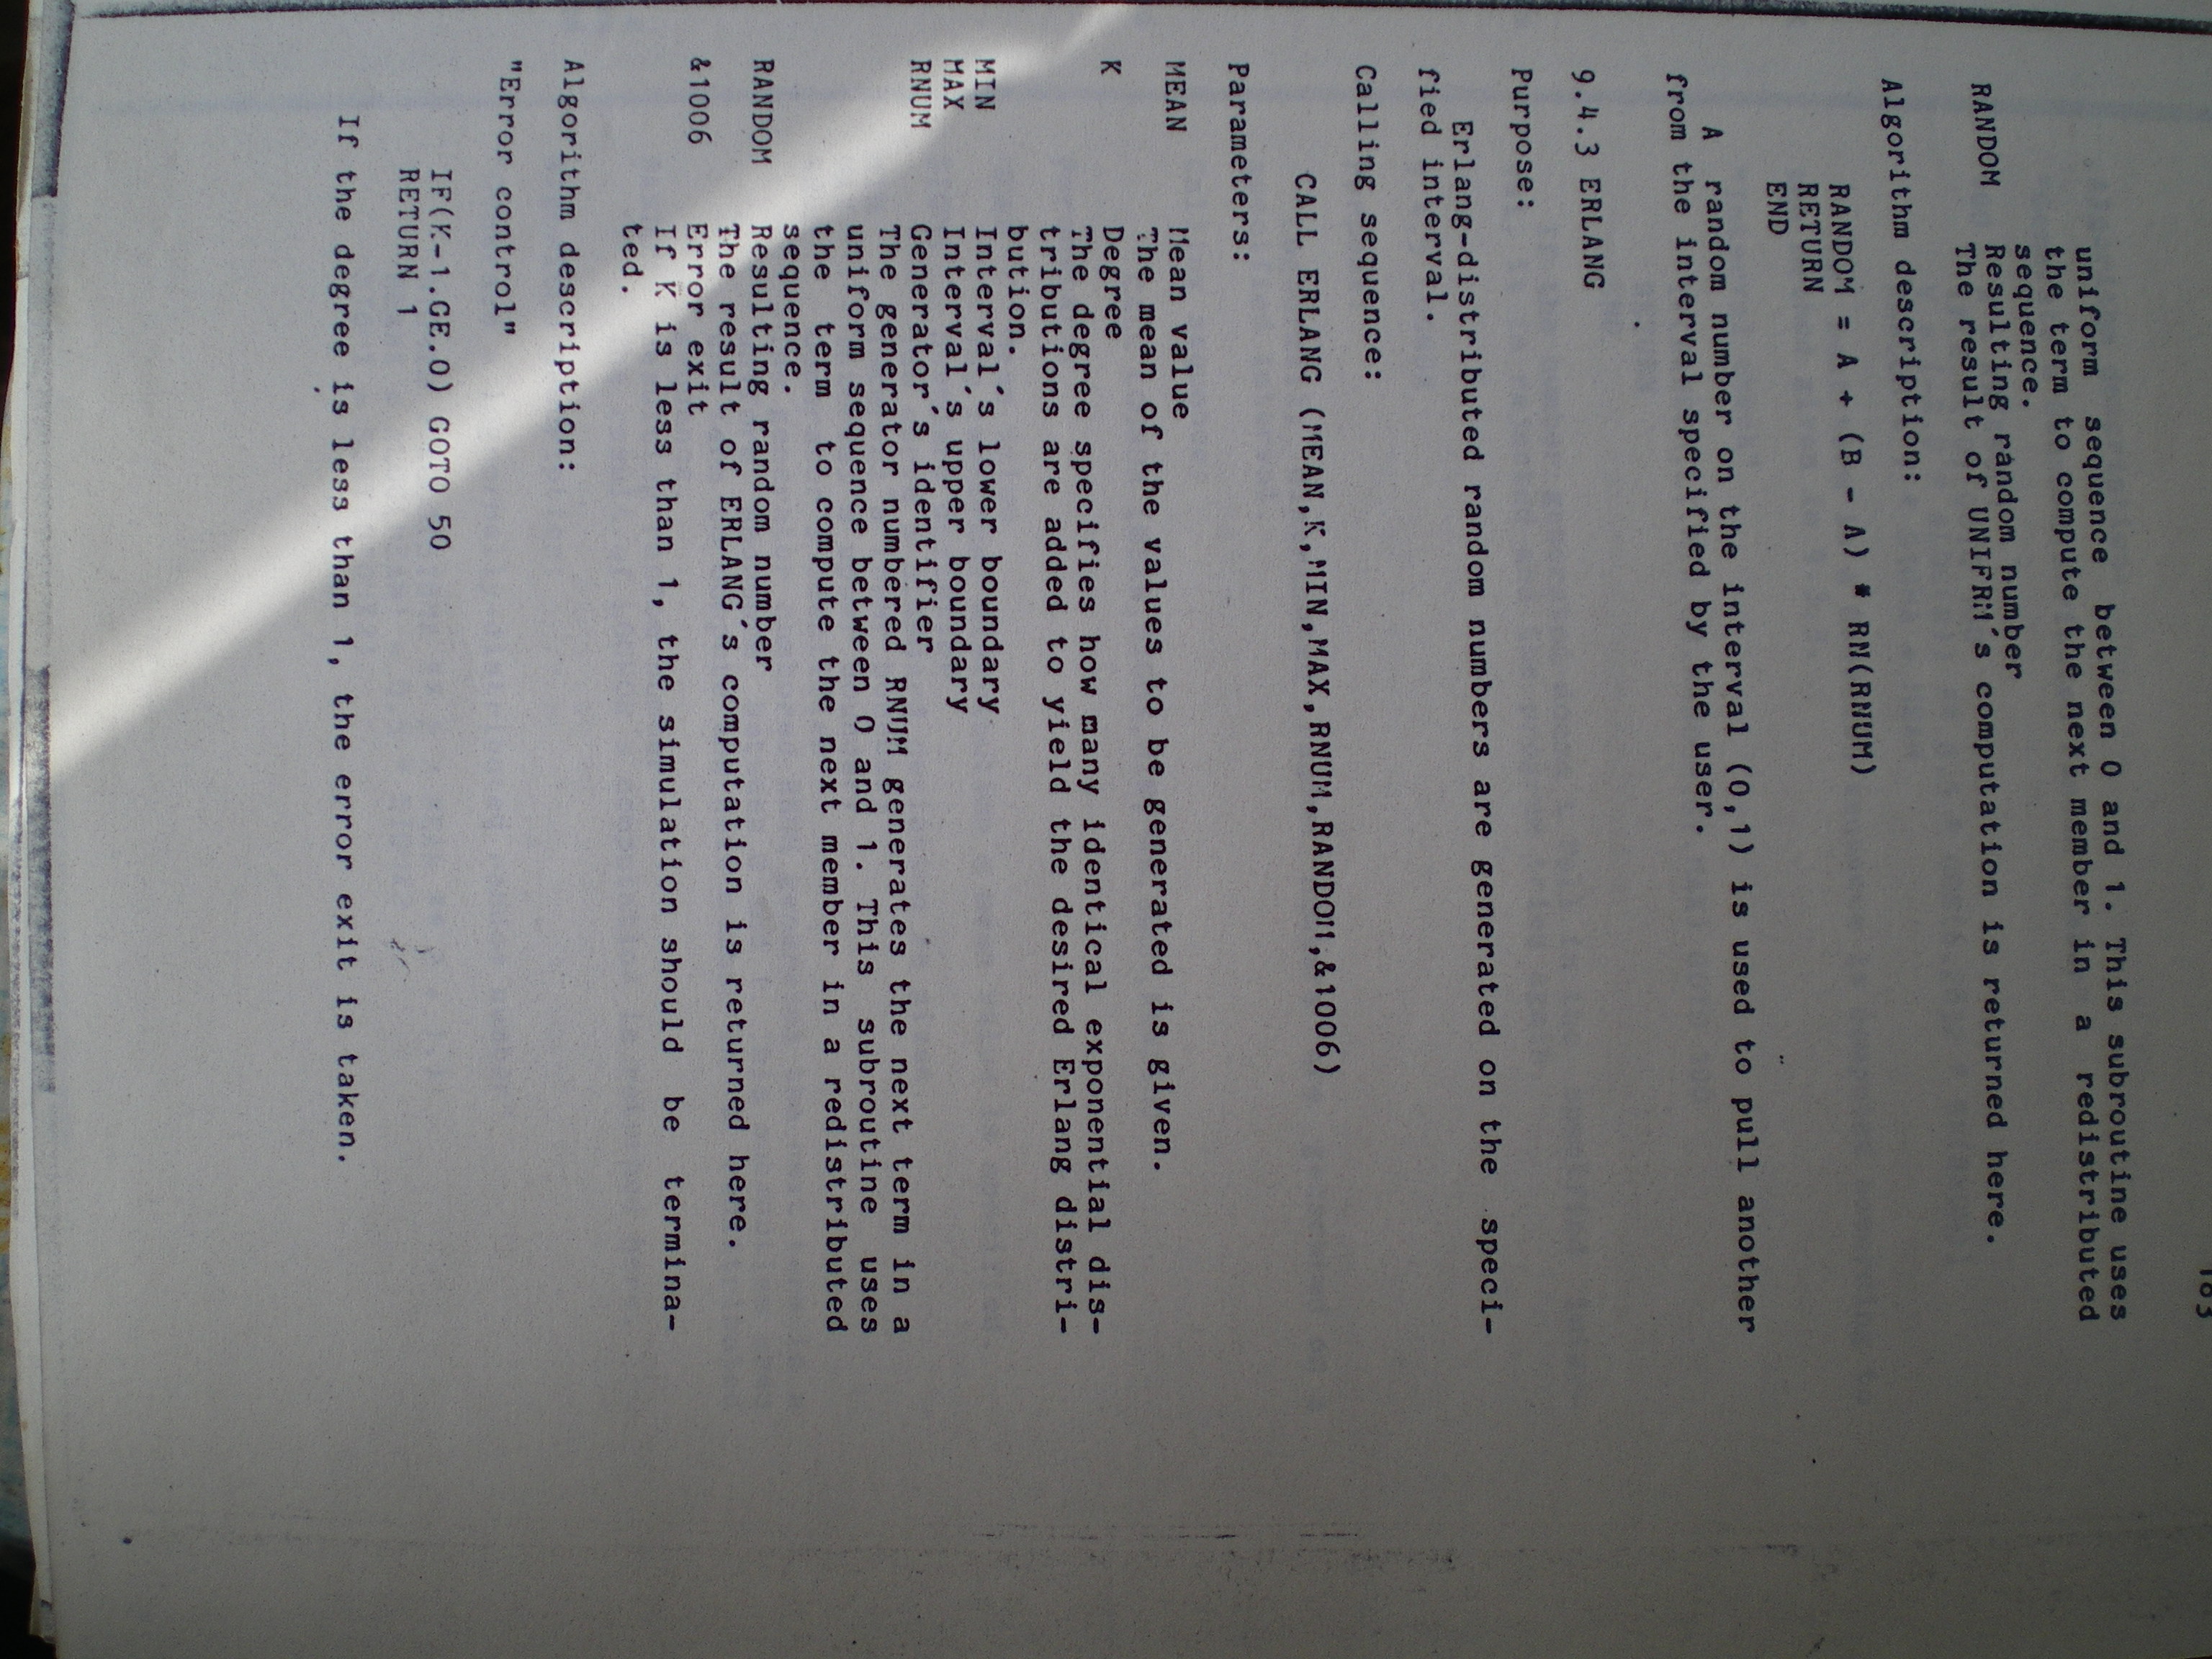 183
uniform sequence between 0 and 1. This subroutine uses
the term to compute the next member in a redistributed
sequence.
Resulting random number
RANDOM The result of UNIFRM´s computation is returned here.
Algorithm description:
RANDOM = A + (B - A) * RN(RNUM)
RETURN
END
A random number on the interval (0,1) is used to pull another
from the interval specified by the user.
9.4.3 ERLANG
Purpose:
Erlang-distributed random numbers are generated on the speci-
fied interval.
Calling sequence:
CALL ERLANG (MEAN,K,MIN,MAX,RNUM,RANDOM,&1006)
Parameters:
MEAN Mean value
The mean of the values to be generated is given.
K Degree
The degree specifies how many identical exponential dis-
tributions are added to yield the desired Erlang distri-
bution.
MIN Interval´s lower boundary
MAX Interval´s upper boundary
RNUM Generator´s identifier
The generator numbered RNUM generates the next term in a
uniform sequence between 0 and 1. This subroutine uses
the term to compute the next member in a redistributed
sequence.
RANDOM Resulting random number
The result of ERLANG´s computation is returned here.
&1006 Error exit
If K is less than 1, the simulation should be termina-
ted.
Algorithm description:
"Error control"
IF(K-1.GE.0) GOTO 50
RETURN 1
If the degree is less than 1, the error exit is taken.